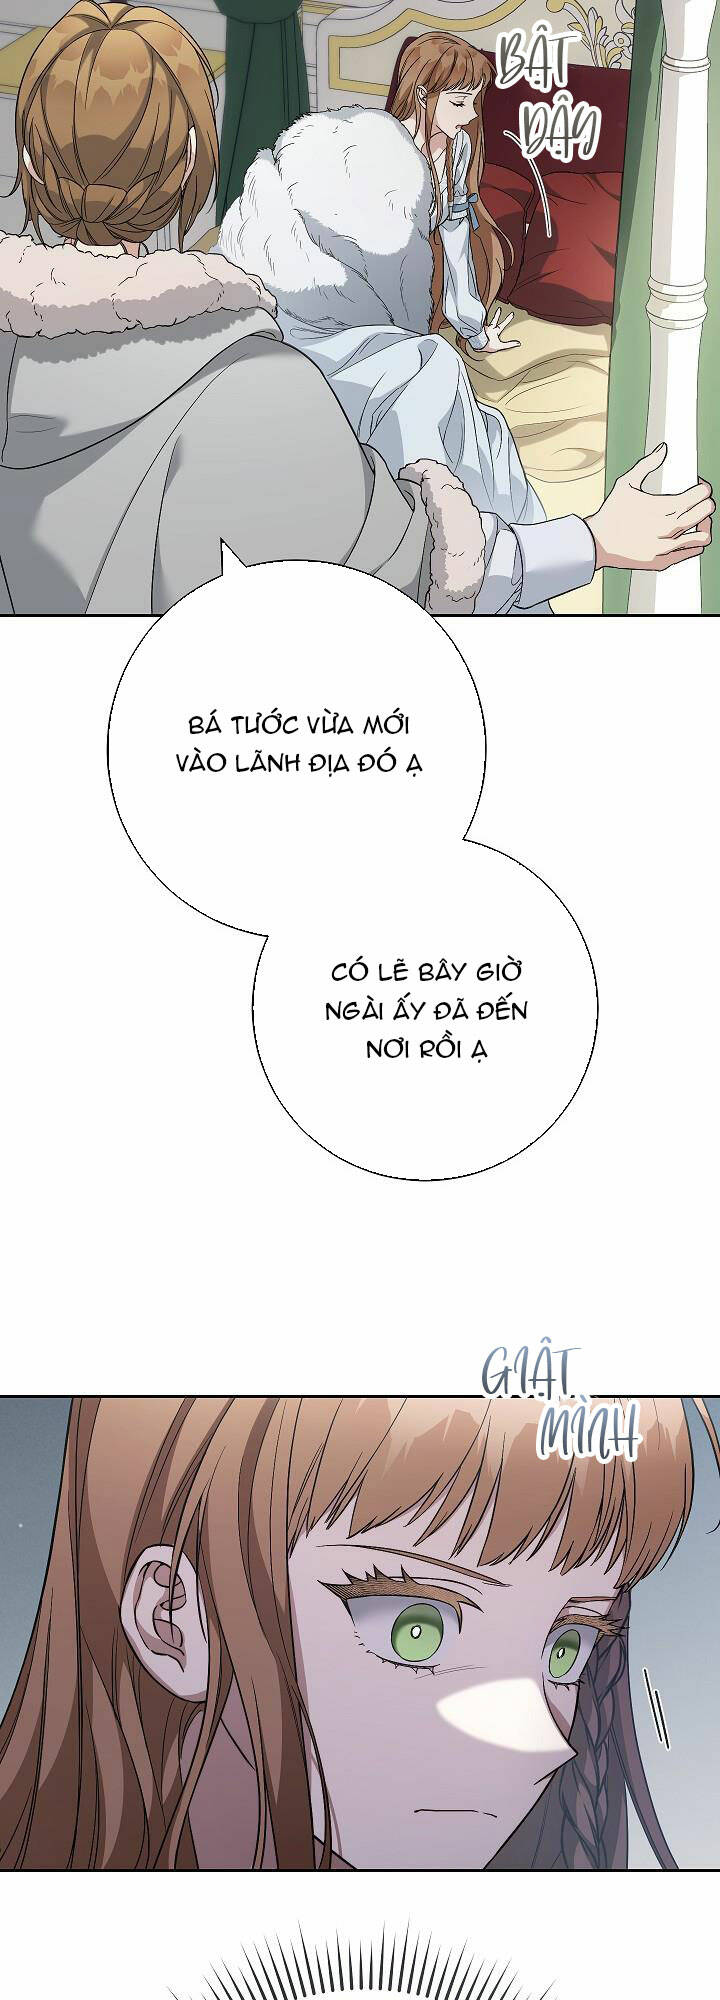 BẬT
DẬY
BÁ TƯỚC VỪA MỚI
VÀO LÃNH ĐỊA ĐÓ Ạ
CÓ LẼ BÂY GIỜ
NGÀI ẤY ĐÃ ĐẾN
NƠI RỒI Ạ
GIẬT
MÌNH